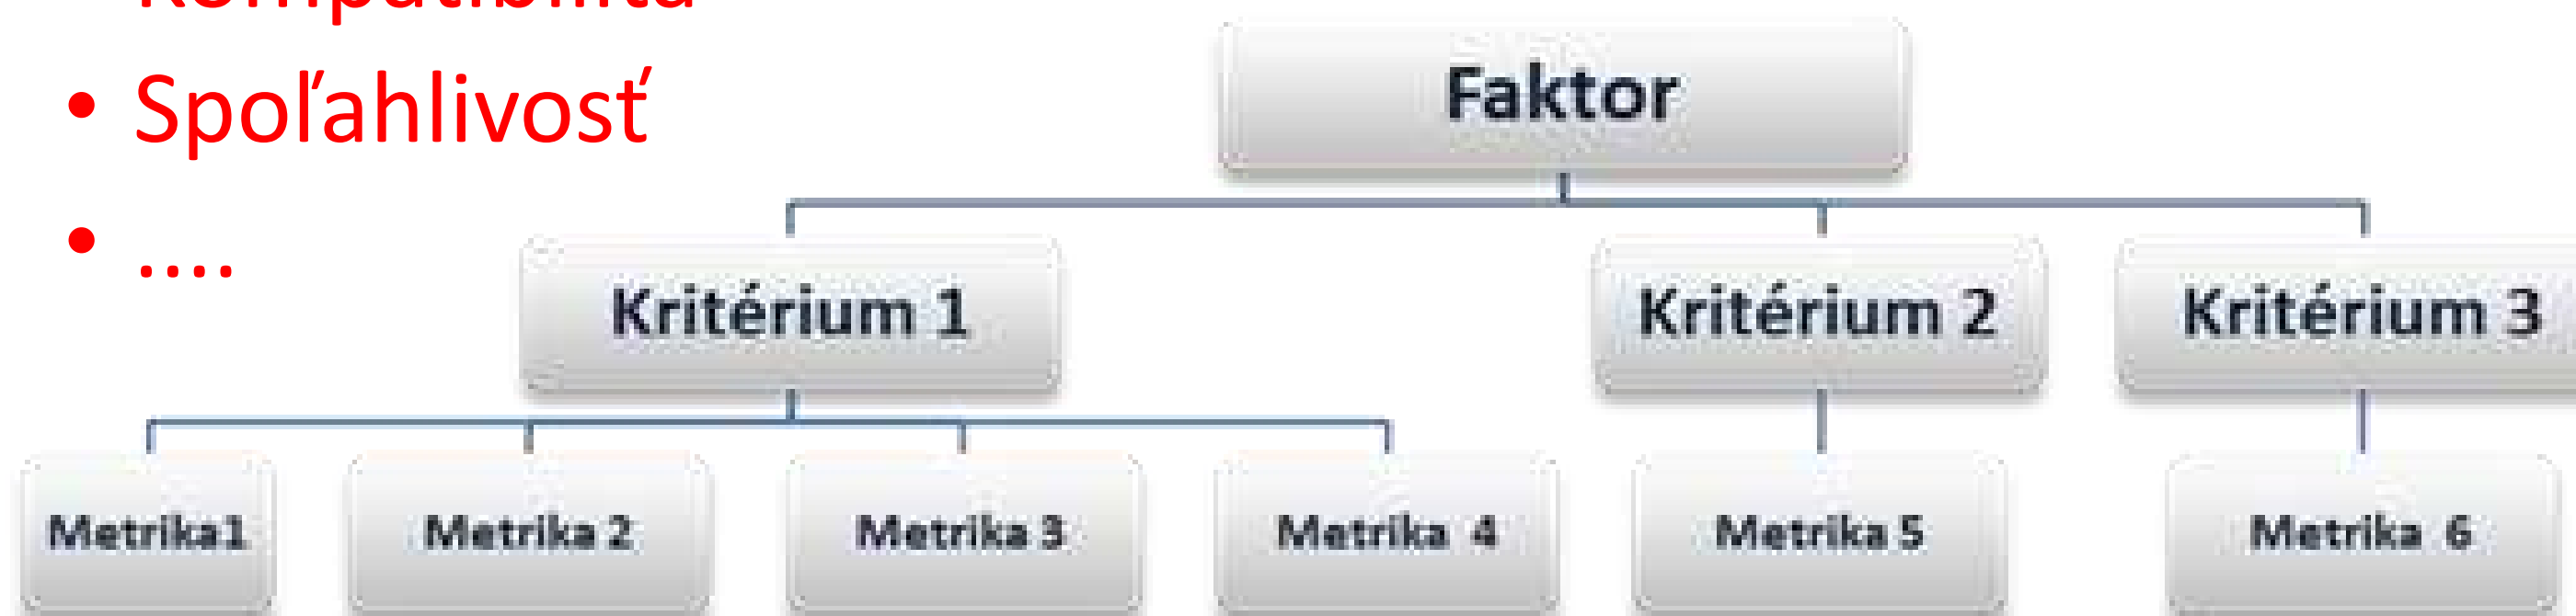 • Spoľahlivosť
• ....
Faktor
Kritérium 1
Kritérium 2
Kritérium 3
Metrika1
Metrika 2
Metrika 3
Metrika 4
Metrika 5
Metrika 6